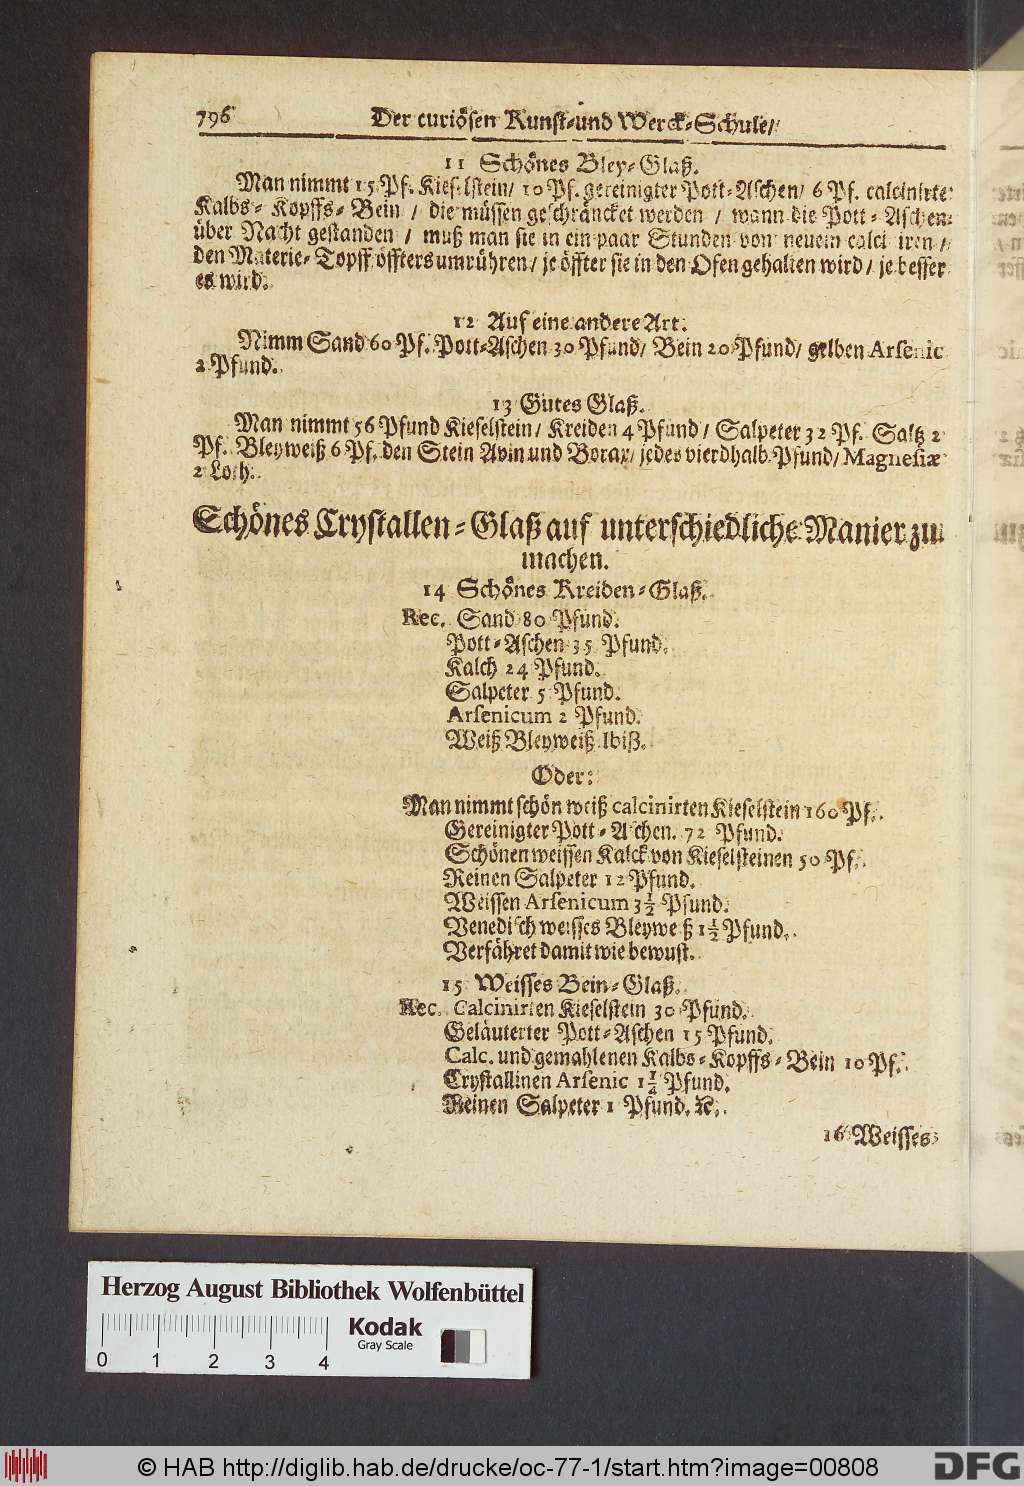 796 Der curiösen Kunst-und Werck-Schule/
11 Schönes Bley-Glaß.
Man nimmt 15 Pf. Kieselstein/ 10 Pf. gereinigter Pott-Aschen/ 6 Pf. calcinirte
Kalbs-Kopffs-Bein / die müssen geschräncket werden / wann die Pott-Aschen
über Nacht gestanden / muß man sie in ein paar Stunden von neuem calciniren /
den Materie-Topff öffters umrühren/ je öffter sie in den Ofen gehalten wird/ je besser
es wird.
12 Auf eine andere Art.
Nimm Sand 60 Pf. Pott-Aschen 30 Pfund/ Bein 20 Pfund/ gelben Arsenic
2 Pfund.
13 Gutes Glaß.
Man nimmt 56 Pfund Kieselstein/ Kreiden 4 Pfund/ Salpeter 32 Pf. Saltz 2
Pf. Bleyweiß 6 Pf. den Stein Avin und Borax/ jedes vierdhalb Pfund/ Magnesiæ
2 Loth.
Schönes Crystallen-Glaß auf unterschiedliche Manier zu
machen.
14 Schönes Kreiden-Glaß.
Rec. Sand 80 Pfund.
Pott-Aschen 35 Pfund.
Kalch 24 Pfund.
Salpeter 5 Pfund.
Arsenicum 2 Pfund.
Weiß Bleyweiß lbiß.
Oder:
Man nimmt schön weiß calcinirten Kieselstein 160 Pf.
Gereinigter Pott-Aschen. 72 Pfund.
Schönen weissen Kalck von Kieselsteinen 50 Pf.
Reinen Salpeter 12 Pfund.
Weissen Arsenicum 3 1/2 Pfund.
Venedisch weisses Bleyweiß 1 1/2 Pfund.
Verfähret damit wie bewust.
15 Weisses Bein-Glaß.
Rec. Calcinirten Kieselstein 30 Pfund.
Geläuterter Pott-Aschen 15 Pfund.
Calc. und gemahlenen Kalbs-Kopffs-Bein 10 Pf.
Crystallinen Arsenic 1 1/4 Pfund.
Reinen Salpeter 1 Pfund. ꝛc.
16 Weisses
Herzog August Bibliothek Wolfenbüttel
Kodak
Gray Scale
0 1 2 3 4
© HAB http://diglib.hab.de/drucke/oc-77-1/start.htm?image=00808
DFG